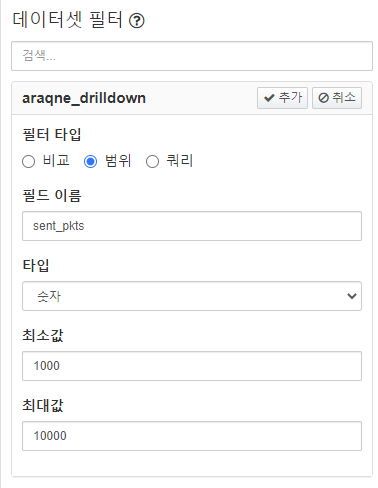 데이터셋 필터
검색...
araqne_drilldown 추가 취소
필터 타입
비교 범위 쿼리
필드 이름
sent_pkts
타입
숫자
최소값
1000
최대값
10000